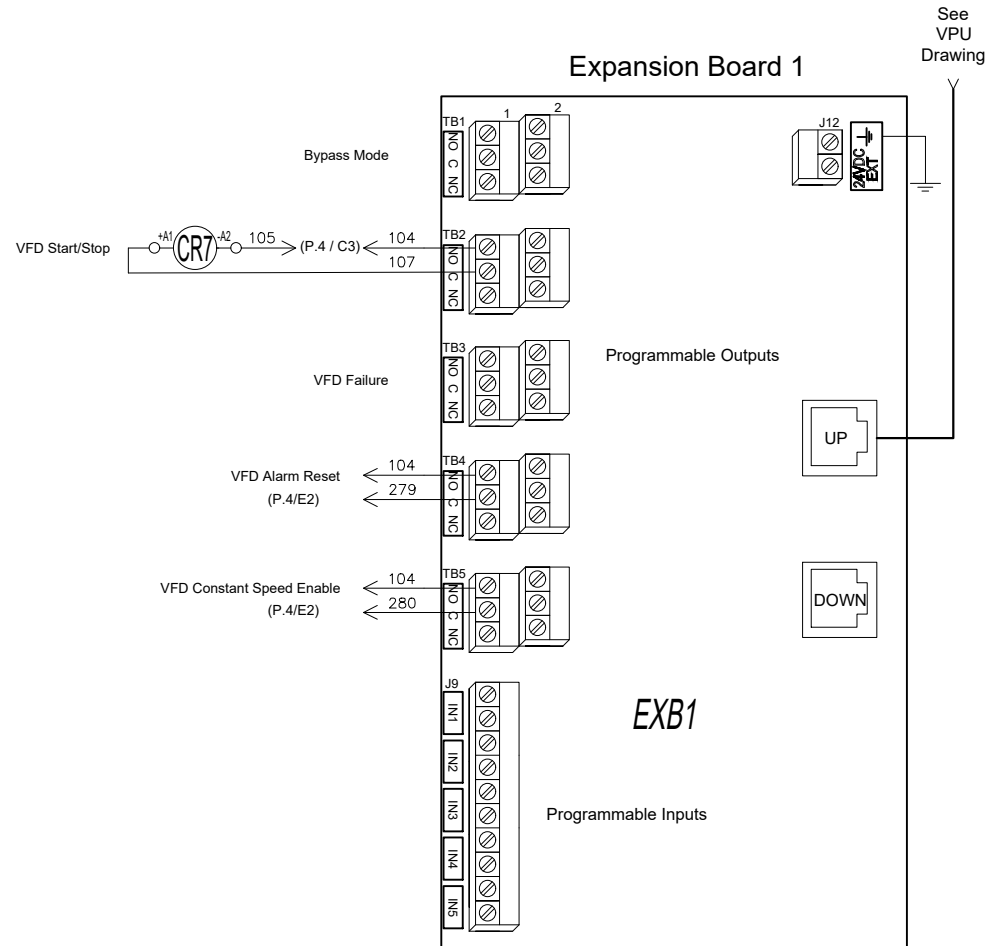 See
VPU
Drawing
Expansion Board 1
TB1
1
2
NO C NC
Bypass Mode
J12
24VDC
EXT
VFD Start/Stop
+A1
CR7
-A2
105
(P.4 / C3)
104
107
TB2
NO C NC
TB3
NO C NC
VFD Failure
Programmable Outputs
UP
VFD Alarm Reset
(P.4/E2)
104
279
TB4
NO C NC
VFD Constant Speed Enable
(P.4/E2)
104
280
TB5
NO C NC
DOWN
J9
IN1
IN2
IN3
IN4
IN5
EXB1
Programmable Inputs